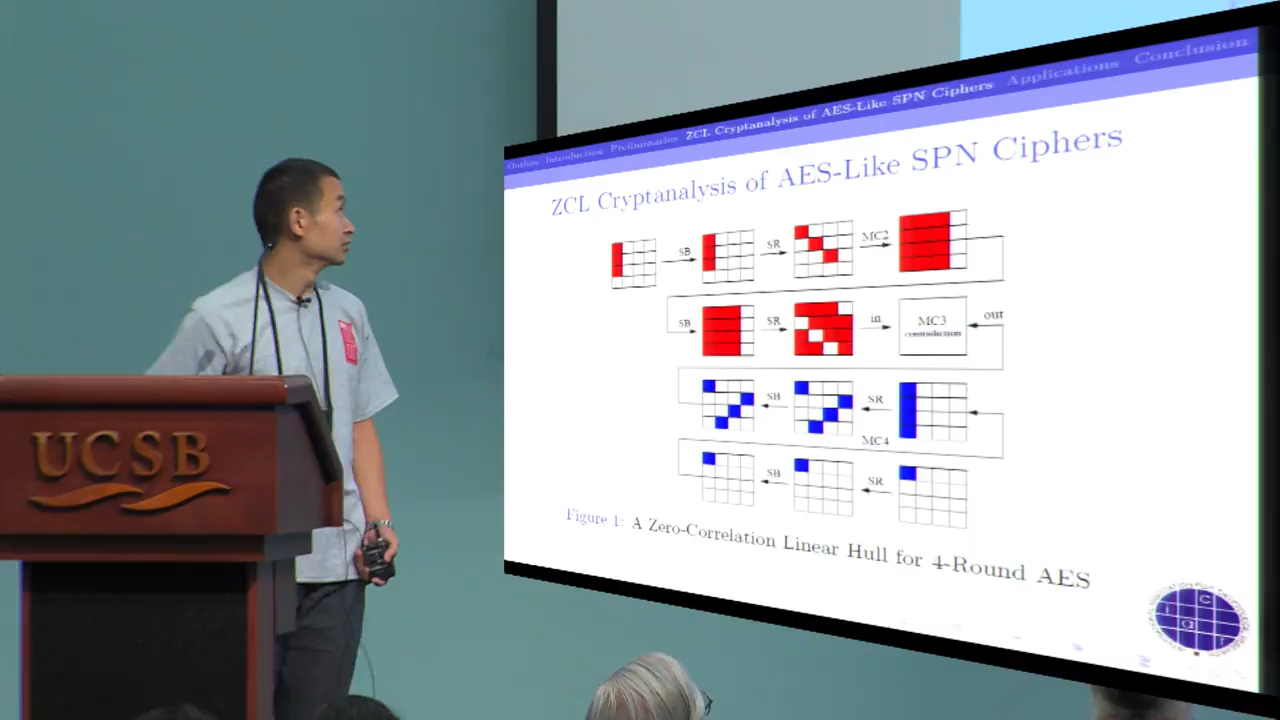 Outline Introduction Preliminaries ZCL Cryptanalysis of AES-Like SPN Ciphers Applications Conclusion
ZCL Cryptanalysis of AES-Like SPN Ciphers
SB SR MC2
SB SR in MC3 out
contradiction
SB SR
MC4
SB SR
Figure 1: A Zero-Correlation Linear Hull for 4-Round AES
UCSB
i a c r